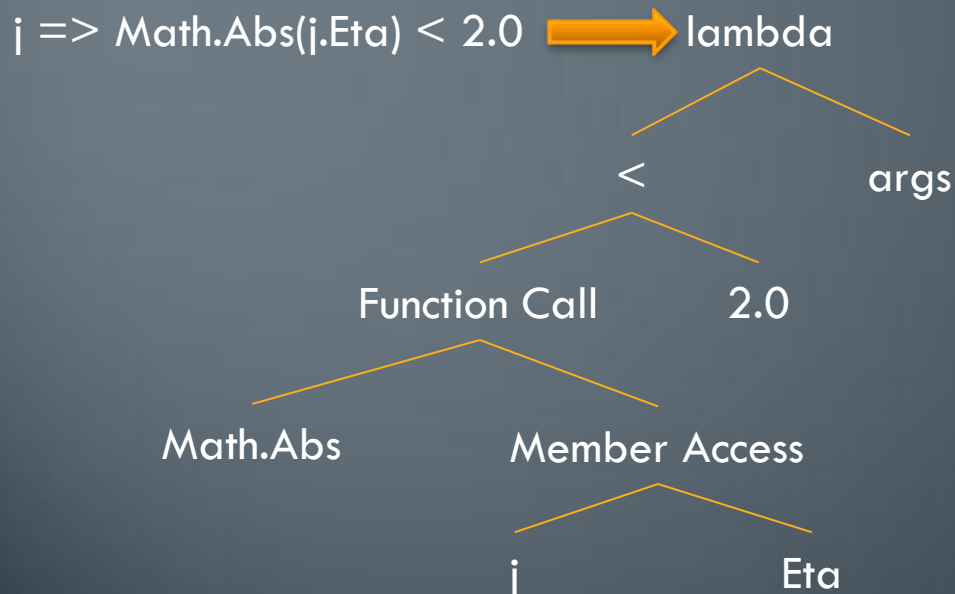 j => Math.Abs(j.Eta) < 2.0
lambda
<
args
Function Call
2.0
Math.Abs
Member Access
j
Eta